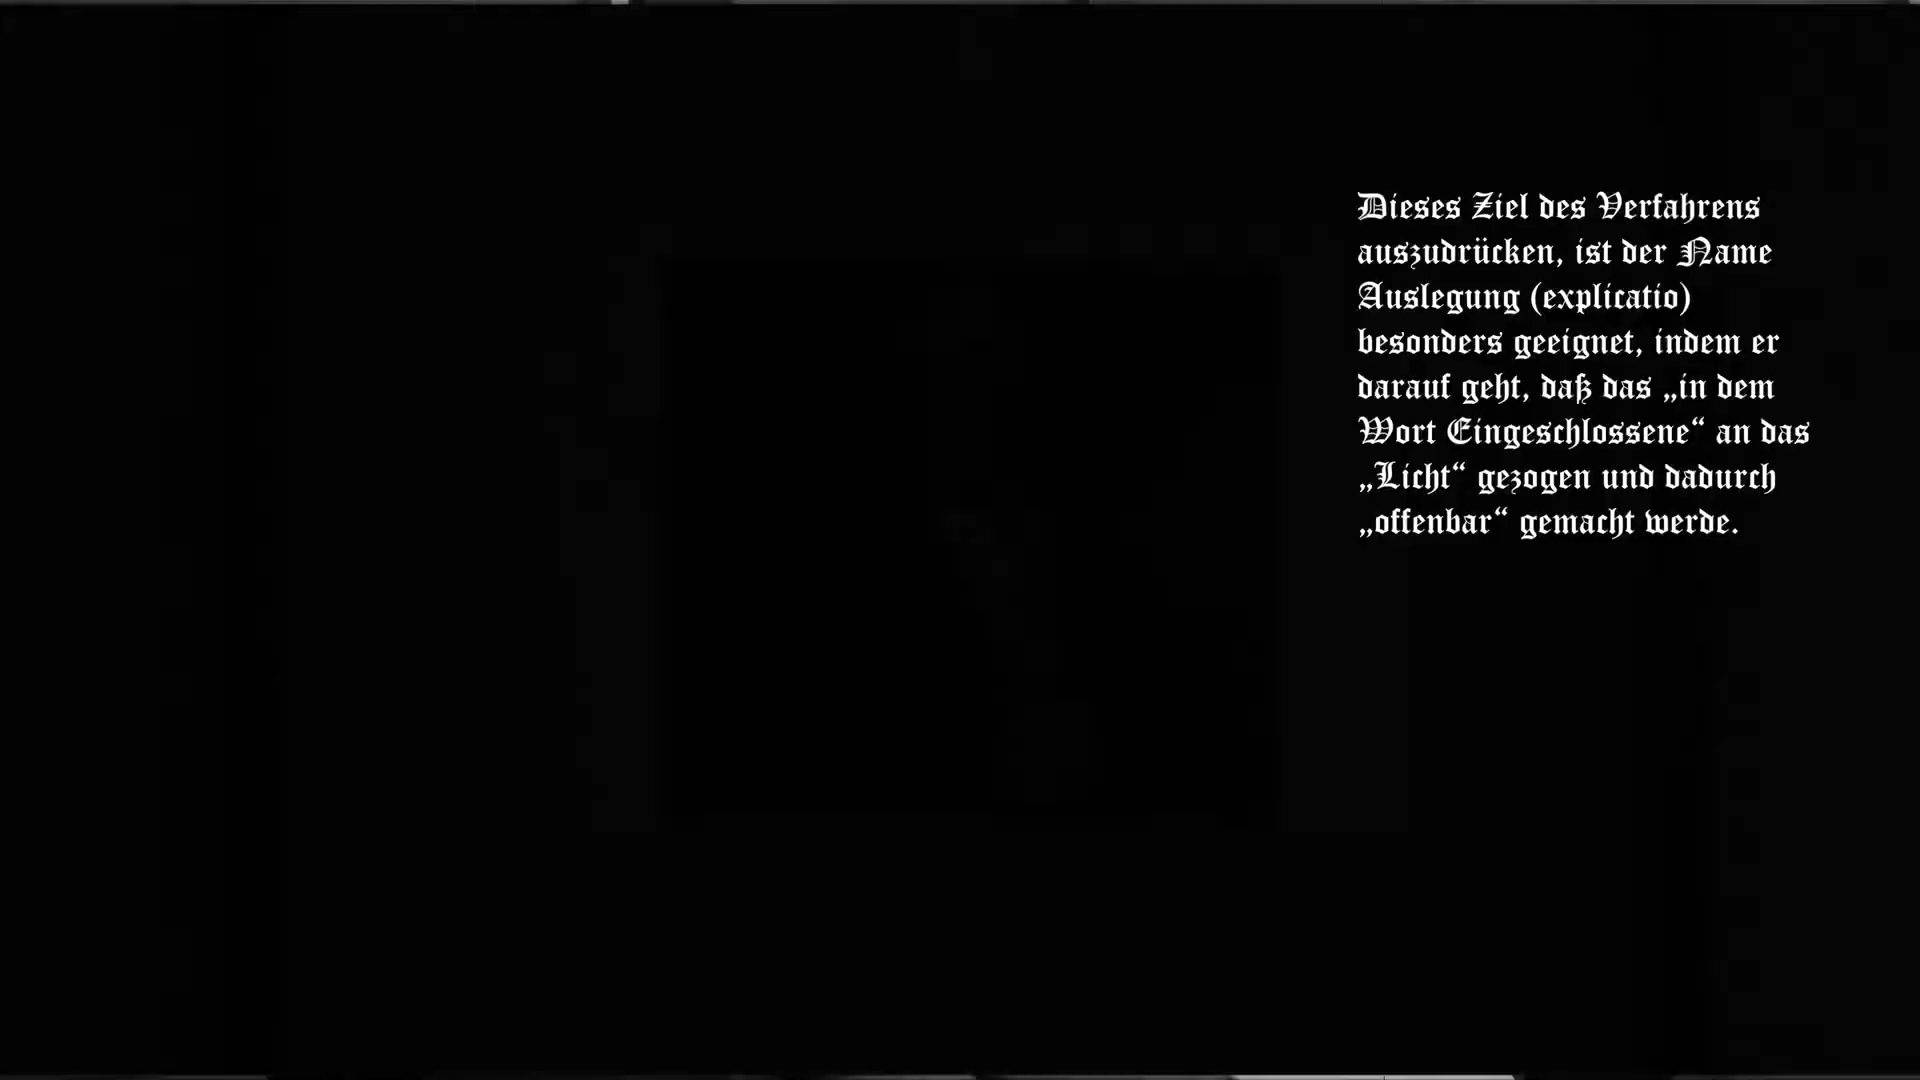 Dieses Ziel des Verfahrens
auszudrücken, ist der Name
Auslegung (explicatio)
besonders geeignet, indem er
darauf geht, daß das „in dem
Wort Eingeschlossene“ an das
„Licht“ gezogen und dadurch
„offenbar“ gemacht werde.